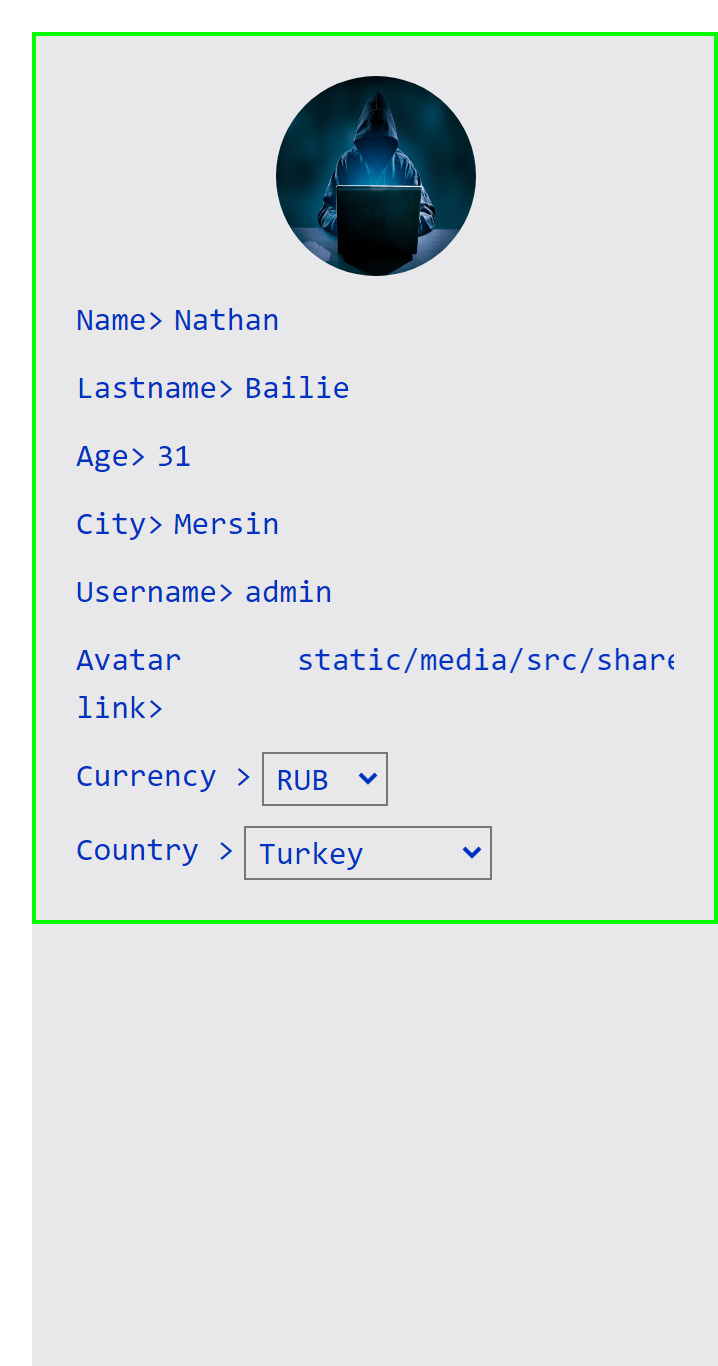 Name> Nathan
Lastname> Bailie
Age> 31
City> Mersin
Username> admin
Avatar link> static/media/src/share
Currency > RUB
Country > Turkey